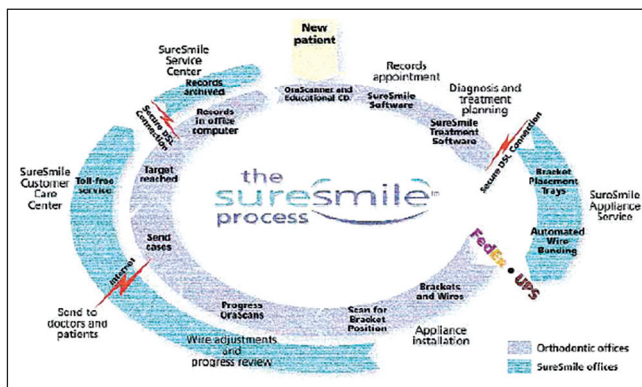 New
patient
SureSmile
Service
Center
Records archived
Secure DSL
Connection
Records
in office
computer
OraScanner and
Educational CD
Records
appointment
SureSmile
Software
Diagnosis and
treatment
planning
SureSmile
Treatment
Software
Secure DSL Connection
Bracket
Placement
Trays
SureSmile
Appliance
Service
Automated
Wire
Bending
FedEx • UPS
Brackets
and Wires
Appliance
installation
Scan for
Bracket
Position
Progress
OraScans
Wire adjustments
and
progress review
Internet
Send to
doctors and
patients
Send
cases
Target
reached
Toll-free
service
SureSmile
Customer
Care
Center
the
suresmile™
process
Orthodontic offices
SureSmile offices